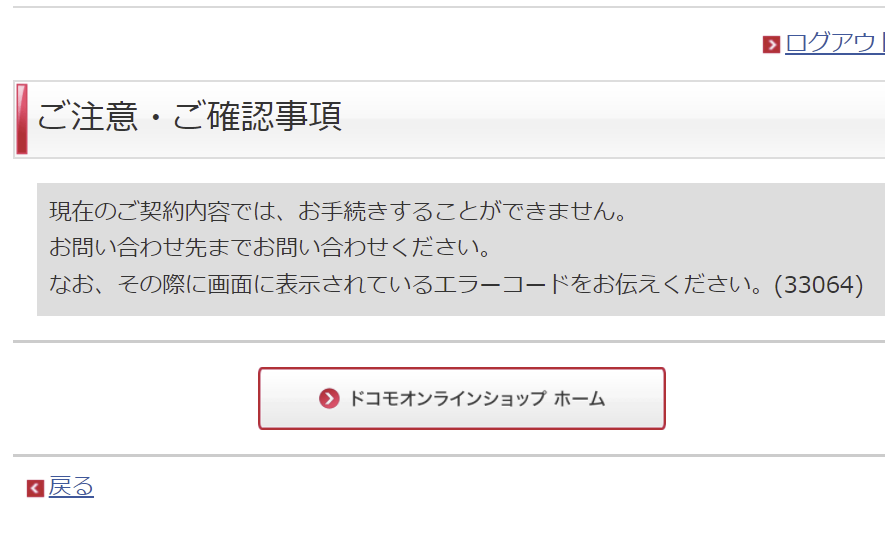 ログアウト
ご注意・ご確認事項
現在のご契約内容では、お手続きすることができません。
お問い合わせ先までお問い合わせください。
なお、その際に画面に表示されているエラーコードをお伝えください。(33064)
ドコモオンラインショップ ホーム
戻る